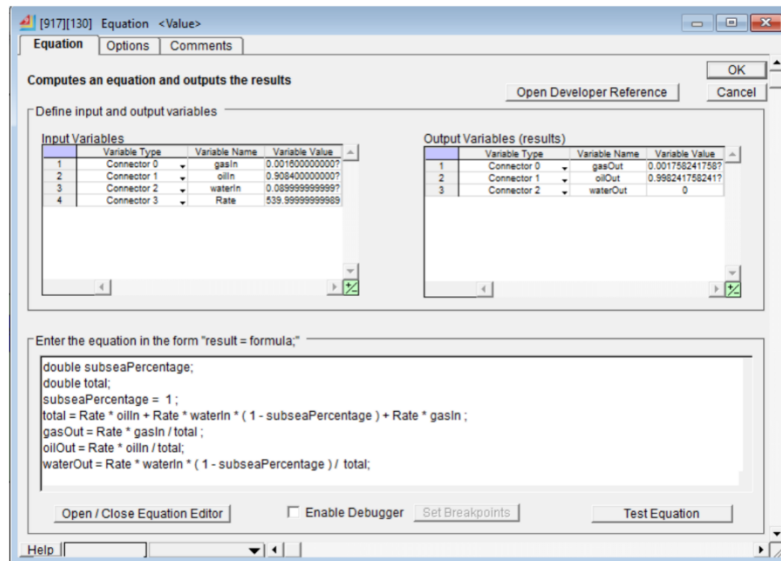 [917][130] Equation <Value>
Equation Options Comments
OK
Computes an equation and outputs the results
Open Developer Reference Cancel
Define input and output variables
Input Variables
Variable Type Variable Name Variable Value
1 Connector 0 gasIn 0.001600000000?
2 Connector 1 oilIn 0.908400000000?
3 Connector 2 waterIn 0.089999999999?
4 Connector 3 Rate 539.99999999989
Output Variables (results)
Variable Type Variable Name Variable Value
1 Connector 0 gasOut 0.001758241758?
2 Connector 1 oilOut 0.998241758241?
3 Connector 2 waterOut 0
Enter the equation in the form "result = formula;"
double subseaPercentage;
double total;
subseaPercentage = 1 ;
total = Rate * oilIn + Rate * waterIn * ( 1 - subseaPercentage ) + Rate * gasIn ;
gasOut = Rate * gasIn / total ;
oilOut = Rate * oilIn / total;
waterOut = Rate * waterIn * ( 1 - subseaPercentage ) / total;
Open / Close Equation Editor Enable Debugger Set Breakpoints Test Equation
Help